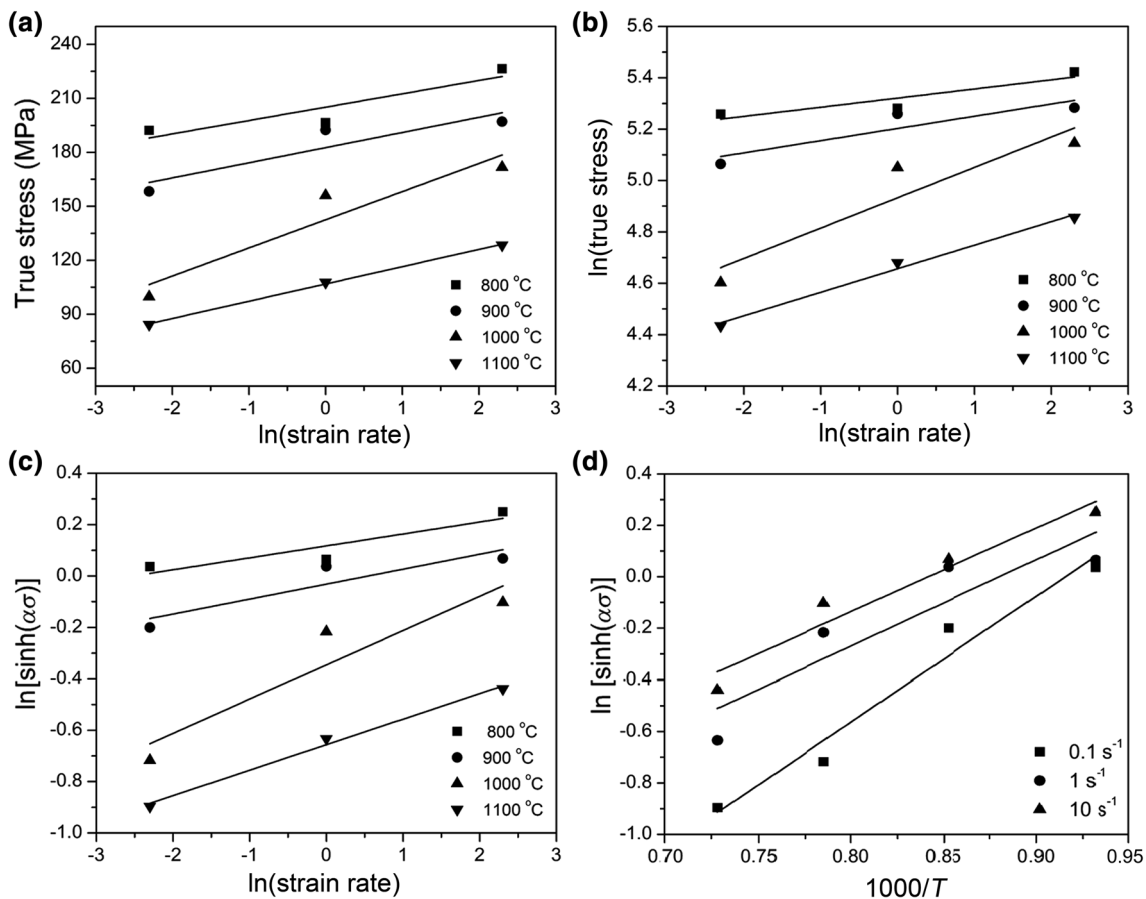 (a)
True stress (MPa)
240
210
180
150
120
90
60
800 °C
900 °C
1000 °C
1100 °C
-3 -2 -1 0 1 2 3
ln(strain rate)
(b)
ln(true stress)
5.6
5.4
5.2
5.0
4.8
4.6
4.4
4.2
800 °C
900 °C
1000 °C
1100 °C
-3 -2 -1 0 1 2 3
ln(strain rate)
(c)
ln[sinh(ασ)]
0.4
0.2
0.0
-0.2
-0.4
-0.6
-0.8
-1.0
800 °C
900 °C
1000 °C
1100 °C
-3 -2 -1 0 1 2 3
ln(strain rate)
(d)
ln [sinh(ασ)]
0.4
0.2
0.0
-0.2
-0.4
-0.6
-0.8
-1.0
0.1 s⁻¹
1 s⁻¹
10 s⁻¹
0.70 0.75 0.80 0.85 0.90 0.95
1000/T